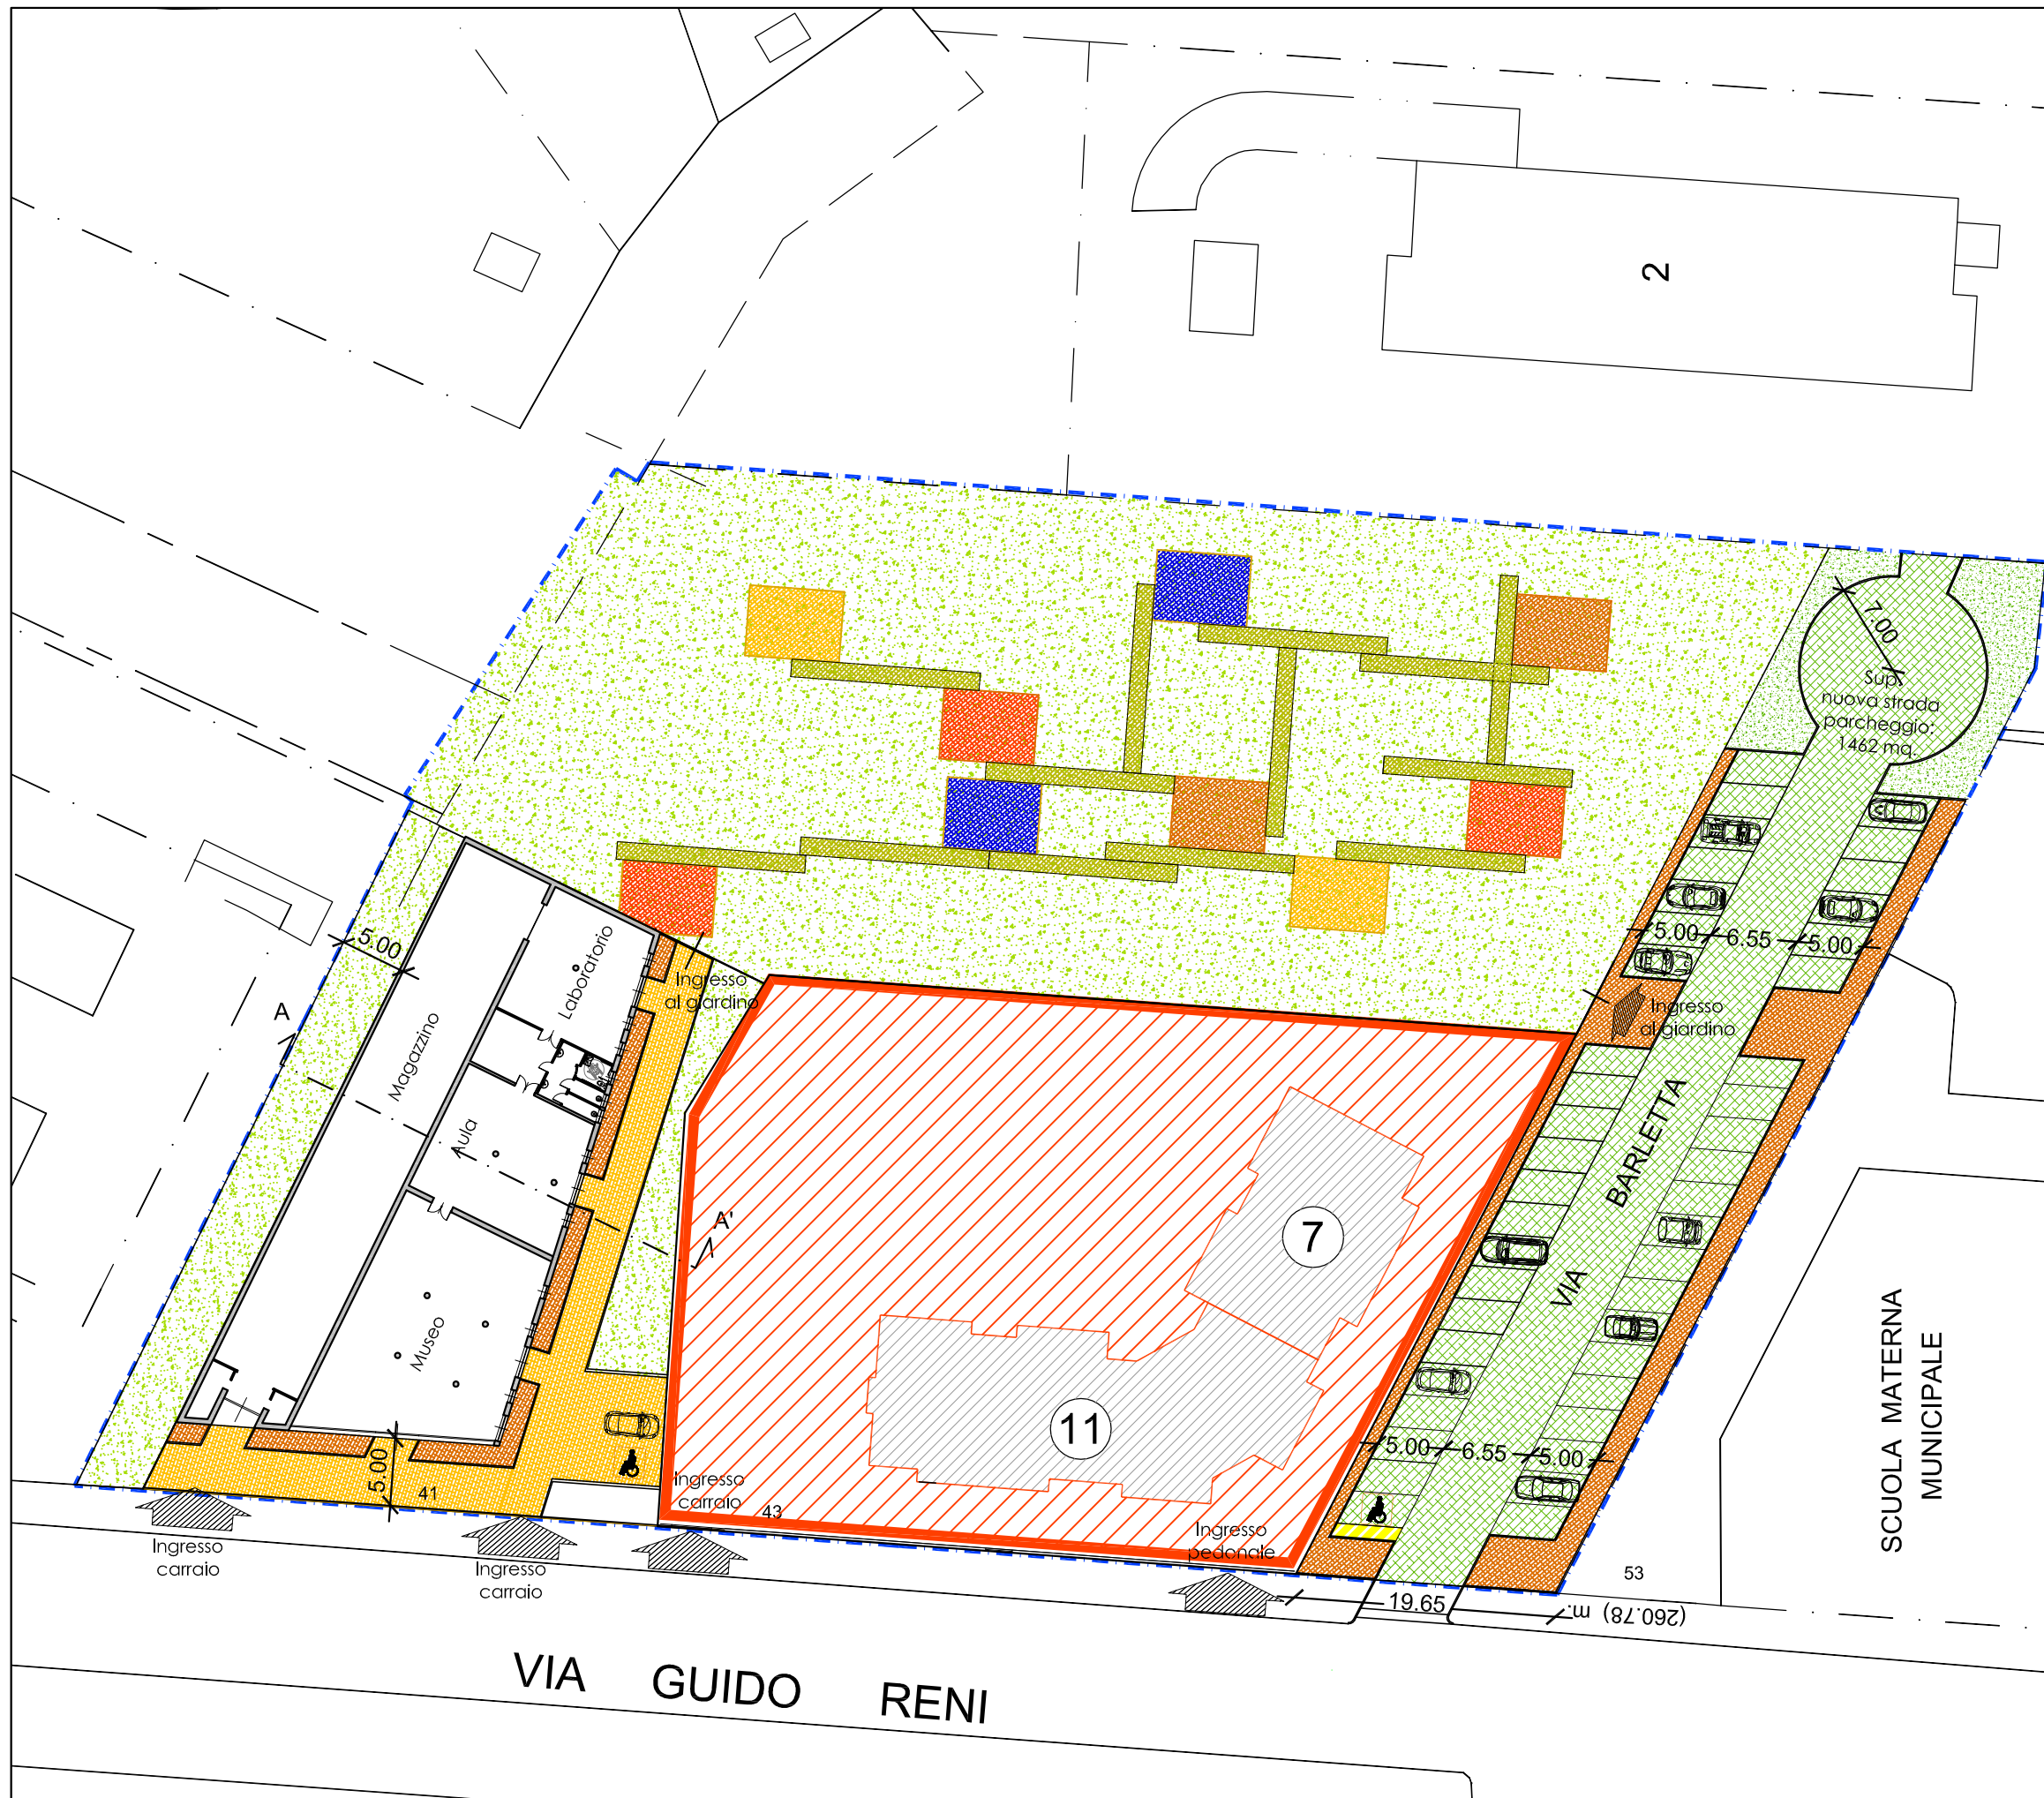 2
7.00
Sup.
nuova strada
parcheggio:
1462 mq.
5.00
6.55
5.00
5.00
Laboratorio
Ingresso
al giardino
Ingresso
al giardino
A
Magazzino
Aula
A'
VIA BARLETTA
7
Museo
11
SCUOLA MATERNA
MUNICIPALE
5.00
6.55
5.00
5.00
41
Ingresso
carraio
43
Ingresso
pedonale
Ingresso
carraio
Ingresso
carraio
53
19.65
(260.78) m.
VIA GUIDO RENI